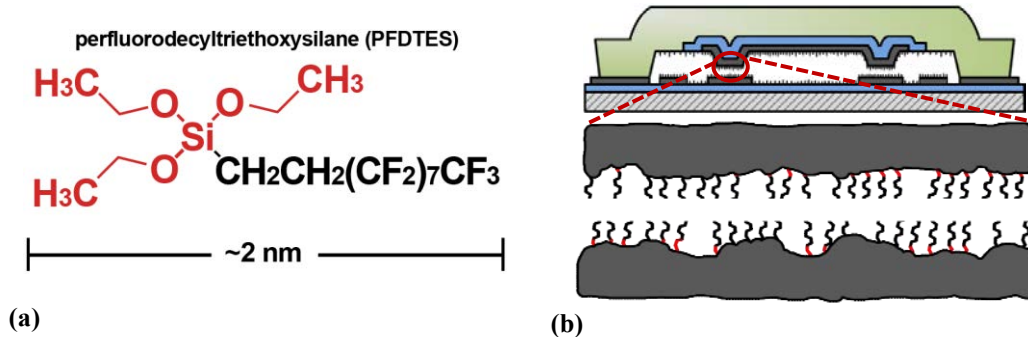 perfluorodecyltriethoxysilane (PFDTES)
H3C
O
O
CH3
Si
H3C
O
CH2CH2(CF2)7CF3
~2 nm
(a)
(b)